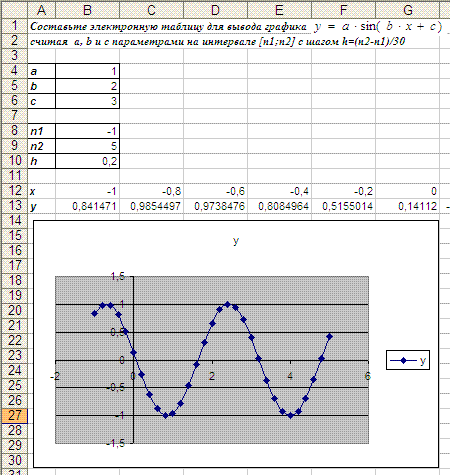 A B C D E F G
1 Составьте электронную таблицу для вывода графика y = a · sin( b · x + c)
2 считая a, b и c параметрами на интервале [n1;n2] с шагом h=(n2-n1)/30
3
4 a 1
5 b 2
6 c 3
7
8 n1 -1
9 n2 5
10 h 0,2
11
12 x -1 -0,8 -0,6 -0,4 -0,2 0
13 y 0,841471 0,9854497 0,9738476 0,8084964 0,5155014 0,14112 -
14
15
16 y
17
18
19 1,5
20
21 1
22 0,5
23 y
24 0
25 -2 0 2 4 6
26 -0,5
27 -1
28
29 -1,5
30